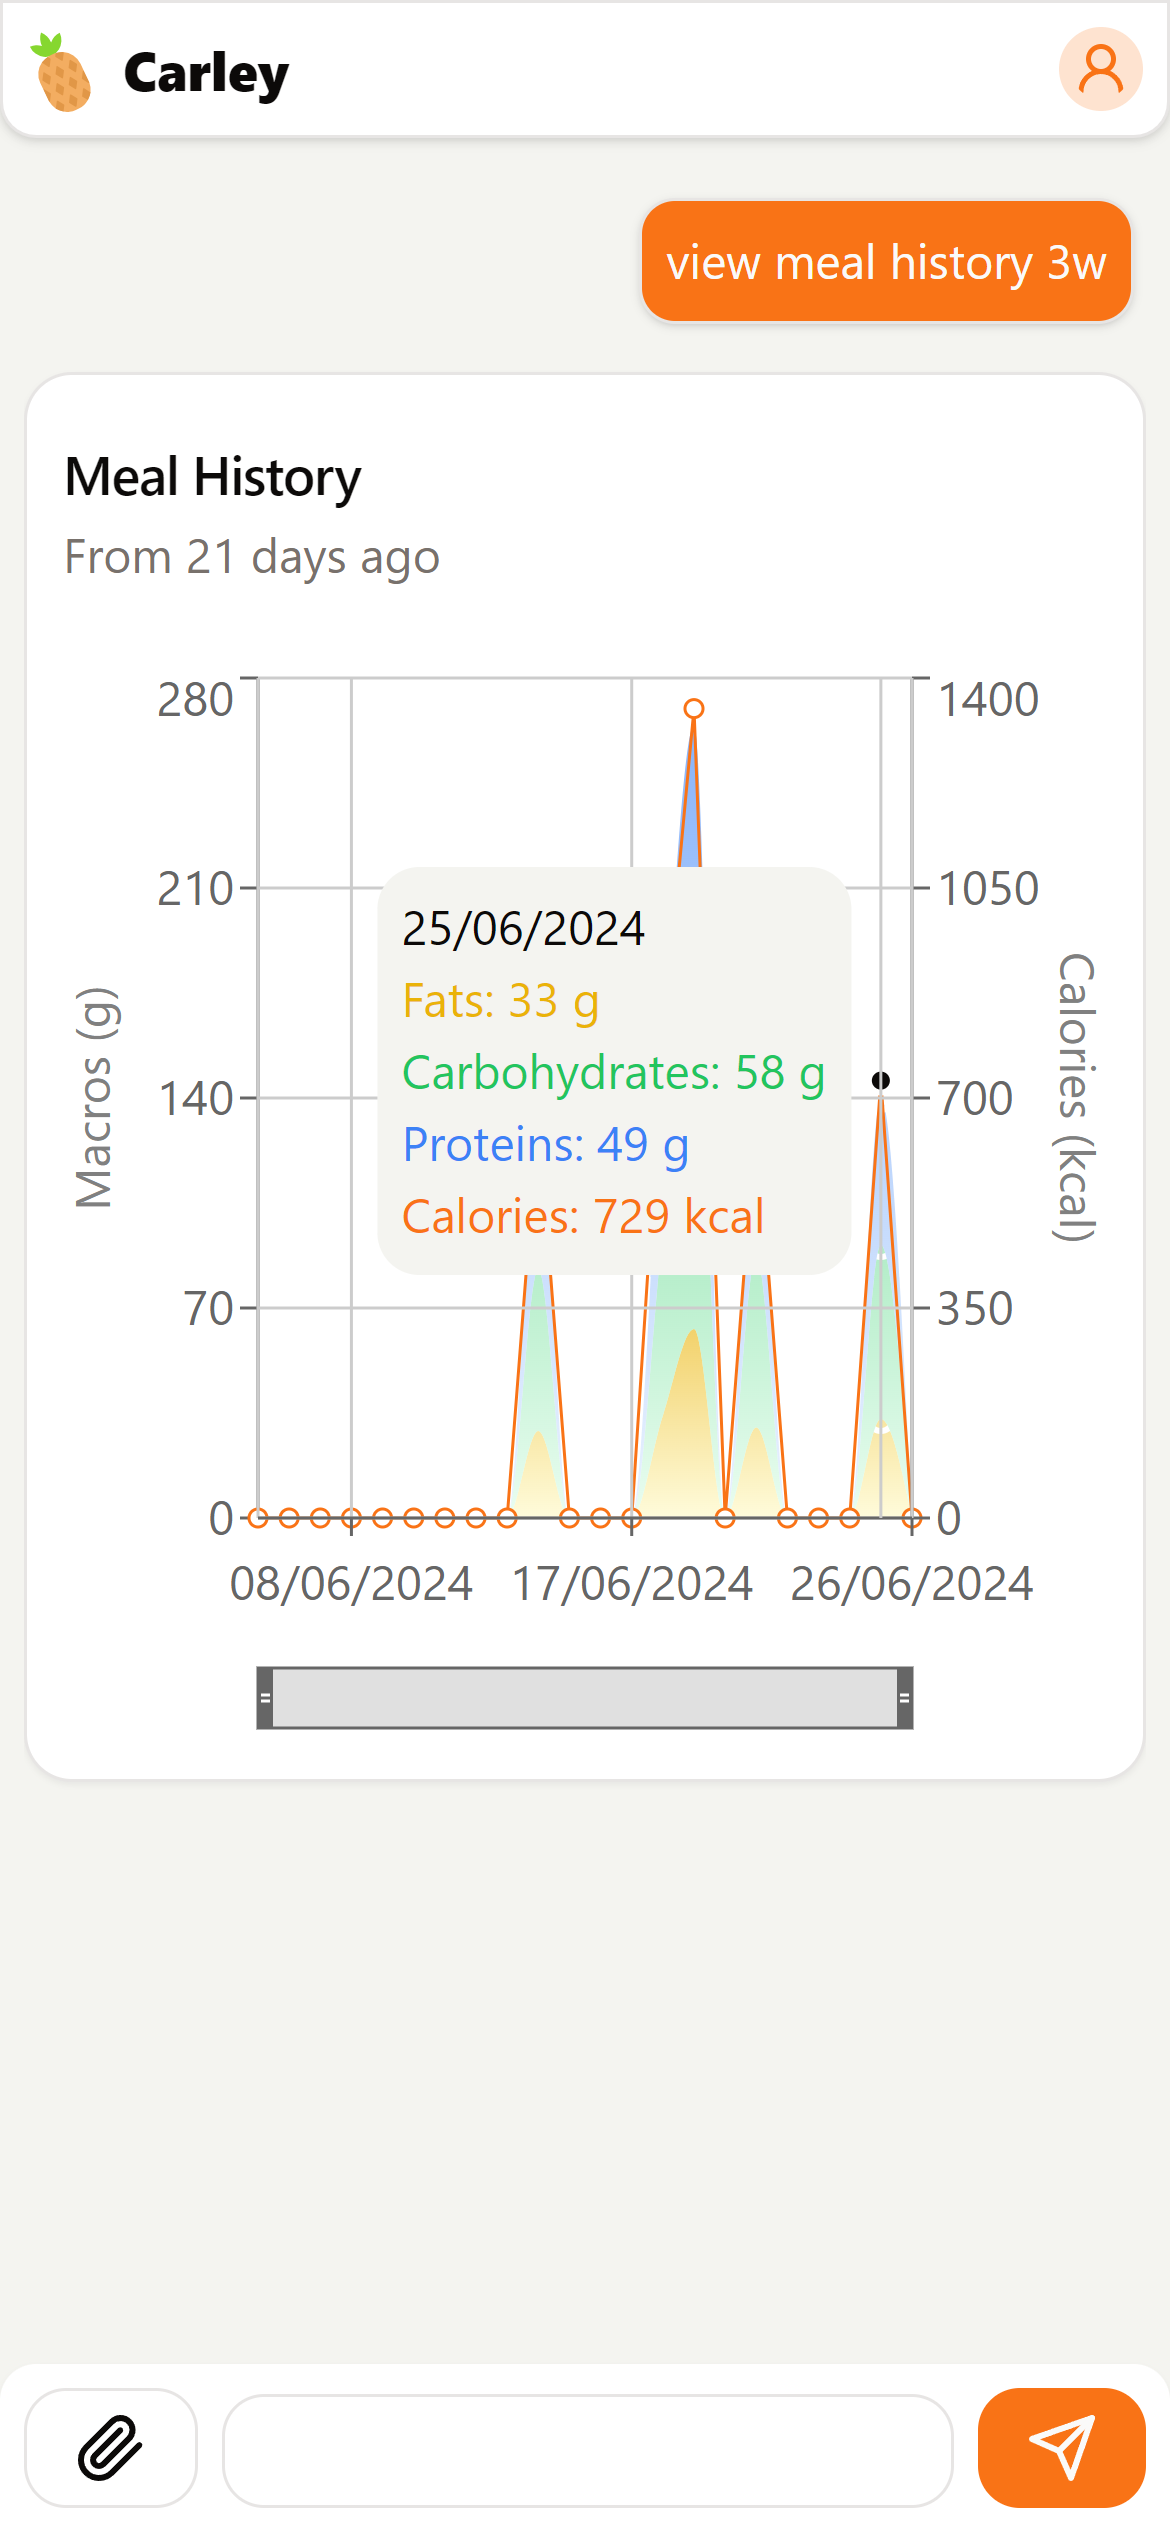 Carley
view meal history 3w
Meal History
From 21 days ago
280
210
140
70
0
Macros (g)
1400
1050
700
350
0
Calories (kcal)
25/06/2024
Fats: 33 g
Carbohydrates: 58 g
Proteins: 49 g
Calories: 729 kcal
08/06/2024 17/06/2024 26/06/2024